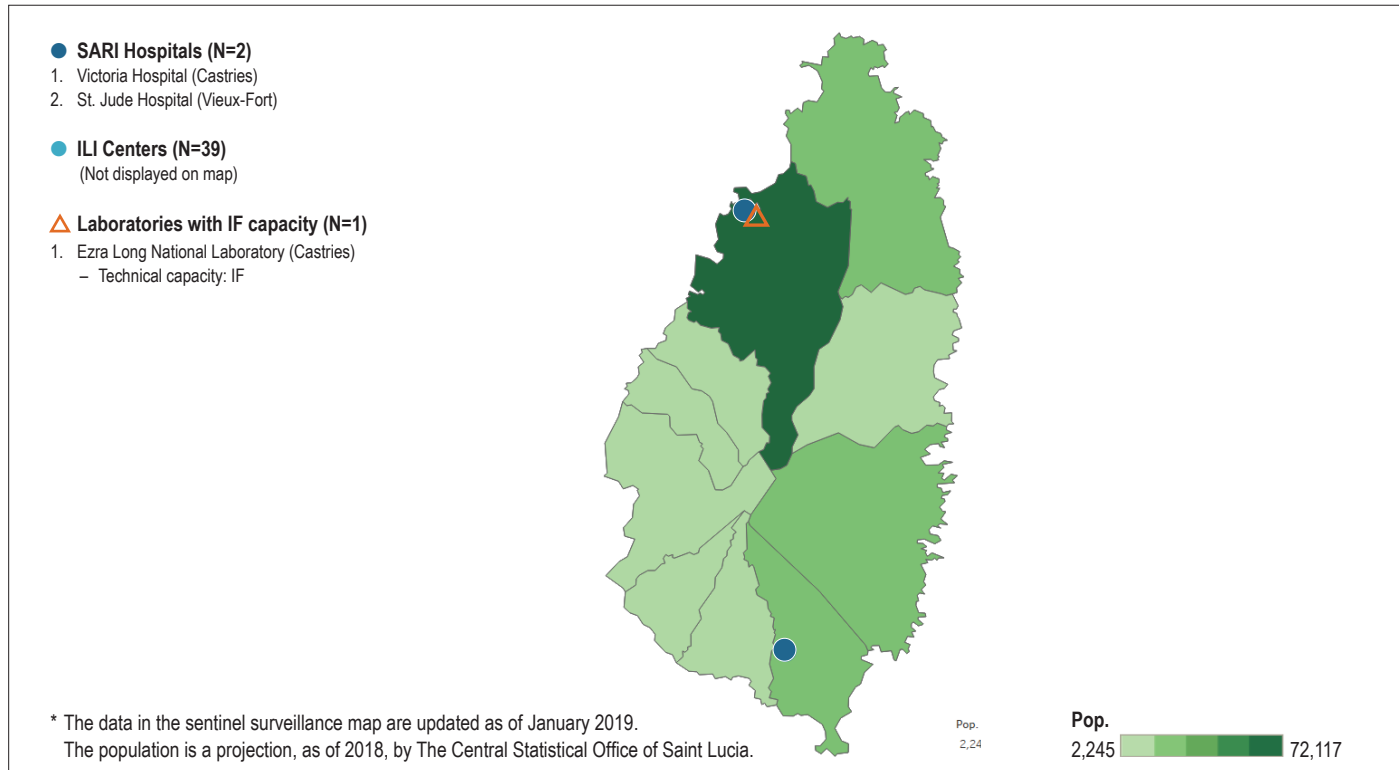 SARI Hospitals (N=2)
1. Victoria Hospital (Castries)
2. St. Jude Hospital (Vieux-Fort)
ILI Centers (N=39)
(Not displayed on map)
Laboratories with IF capacity (N=1)
1. Ezra Long National Laboratory (Castries)
– Technical capacity: IF
* The data in the sentinel surveillance map are updated as of January 2019.
The population is a projection, as of 2018, by The Central Statistical Office of Saint Lucia.
Pop.
2,24
Pop.
2,245 72,117